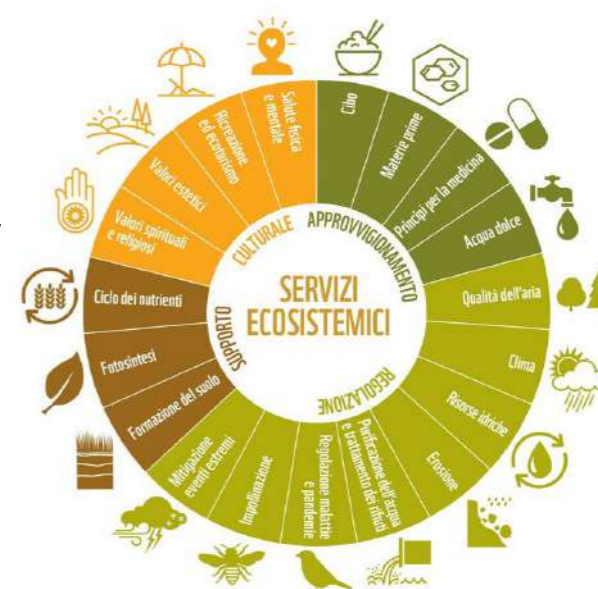 SERVIZI
ECOSISTEMICI
APPROVVIGIONAMENTO
Cibo
Materie prime
Principi per la medicina
Acqua dolce
REGOLAZIONE
Qualità dell'aria
Clima
Risorse idriche
Erosione
Purificazione dell'acqua
e trattamento dei rifiuti
Regolazione malattie
e pandemie
Impollinazione
Mitigazione
eventi estremi
SUPPORTO
Formazione del suolo
Fotosintesi
Ciclo dei nutrienti
CULTURALE
Valori spirituali
e religiosi
Valori estetici
Ricreazione
ed ecoturismo
Salute fisica
e mentale